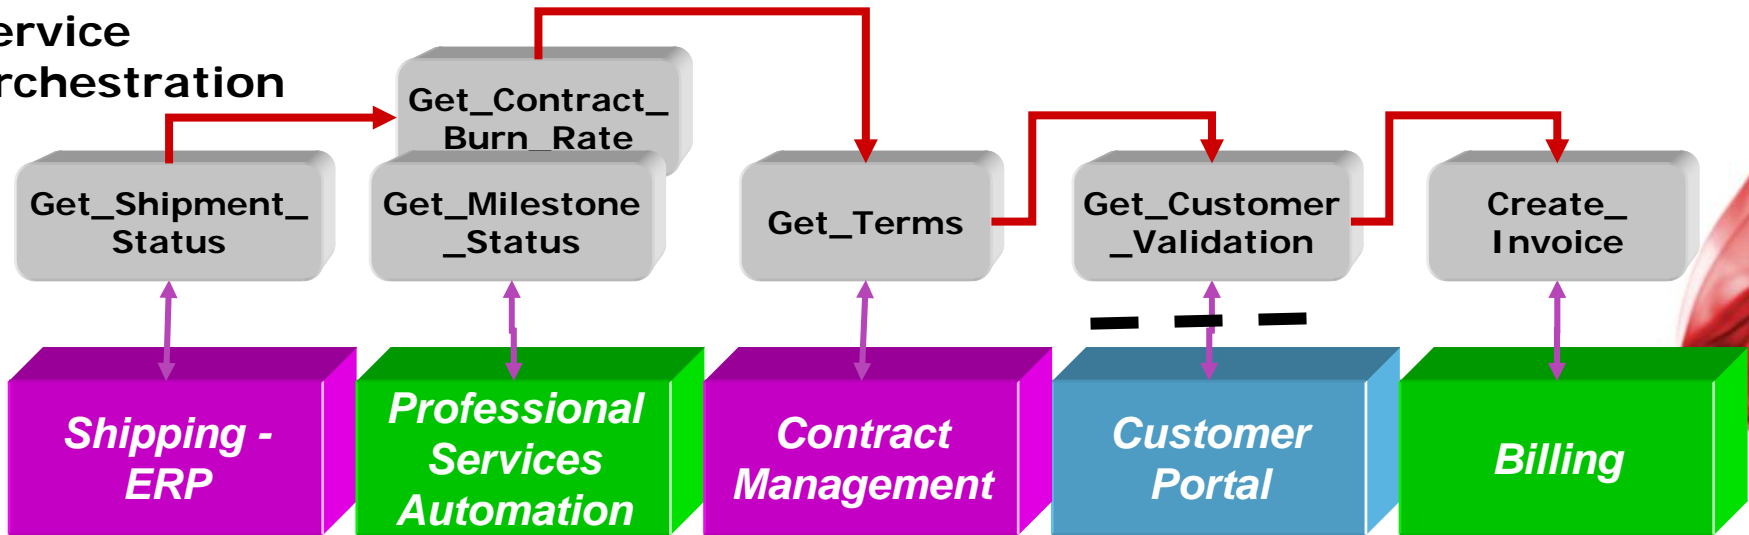 ervice
rchestration
Get_Contract_
Burn_Rate
Get_Shipment_
Status
Get_Milestone
_Status
Get_Terms
Get_Customer
_Validation
Create_
Invoice
Shipping -
ERP
Professional
Services
Automation
Contract
Management
Customer
Portal
Billing